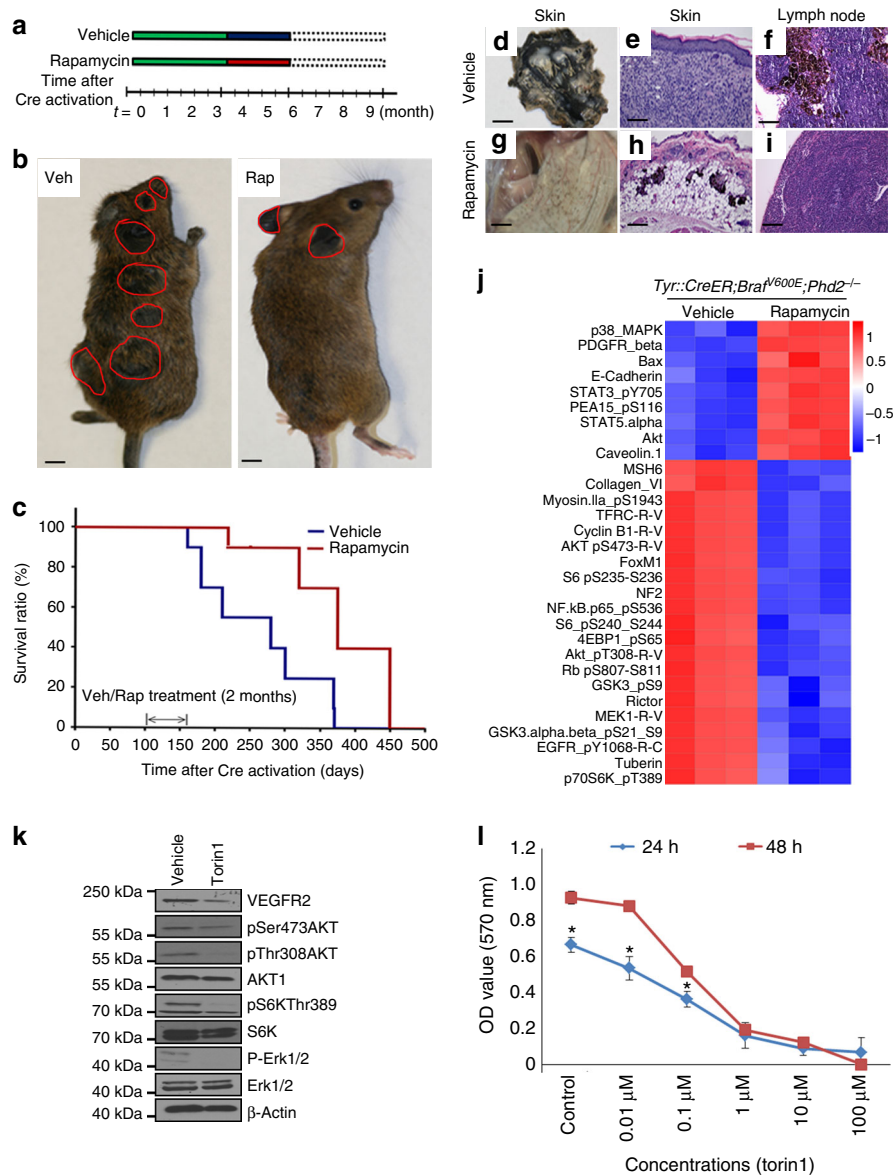 a
Vehicle
Rapamycin
Time after
Cre activation
t = 0 1 2 3 4 5 6 7 8 9 (month)
b
Veh
Rap
c
Survival ratio (%)
100
80
60
40
20
0
Vehicle
Rapamycin
Veh/Rap treatment (2 months)
0 50 100 150 200 250 300 350 400 450 500
Time after Cre activation (days)
Skin
Skin
Lymph node
Vehicle
d
e
f
Rapamycin
g
h
i
j
Tyr::CreER;Braf^V600E;Phd2^–/–
Vehicle
Rapamycin
p38_MAPK
PDGFR_beta
Bax
E-Cadherin
STAT3_pY705
PEA15_pS116
STAT5.alpha
Akt
Caveolin.1
MSH6
Collagen_VI
Myosin.IIa_pS1943
TFRC-R-V
Cyclin B1-R-V
AKT pS473-R-V
FoxM1
S6 pS235-S236
NF2
NF.kB.p65_pS536
S6_pS240_S244
4EBP1_pS65
Akt_pT308-R-V
Rb pS807-S811
GSK3_pS9
Rictor
MEK1-R-V
GSK3.alpha.beta_pS21_S9
EGFR_pY1068-R-C
Tuberin
p70S6K_pT389
1
0.5
0
–0.5
–1
k
Vehicle
Torin1
250 kDa
VEGFR2
pSer473AKT
55 kDa
pThr308AKT
55 kDa
AKT1
55 kDa
pS6KThr389
70 kDa
S6K
70 kDa
P-Erk1/2
40 kDa
Erk1/2
40 kDa
β-Actin
40 kDa
l
24 h
48 h
OD value (570 nm)
1.2
1.0
0.8
0.6
0.4
0.2
0
*
*
*
Control
0.01 μM
0.1 μM
1 μM
10 μM
100 μM
Concentrations (torin1)